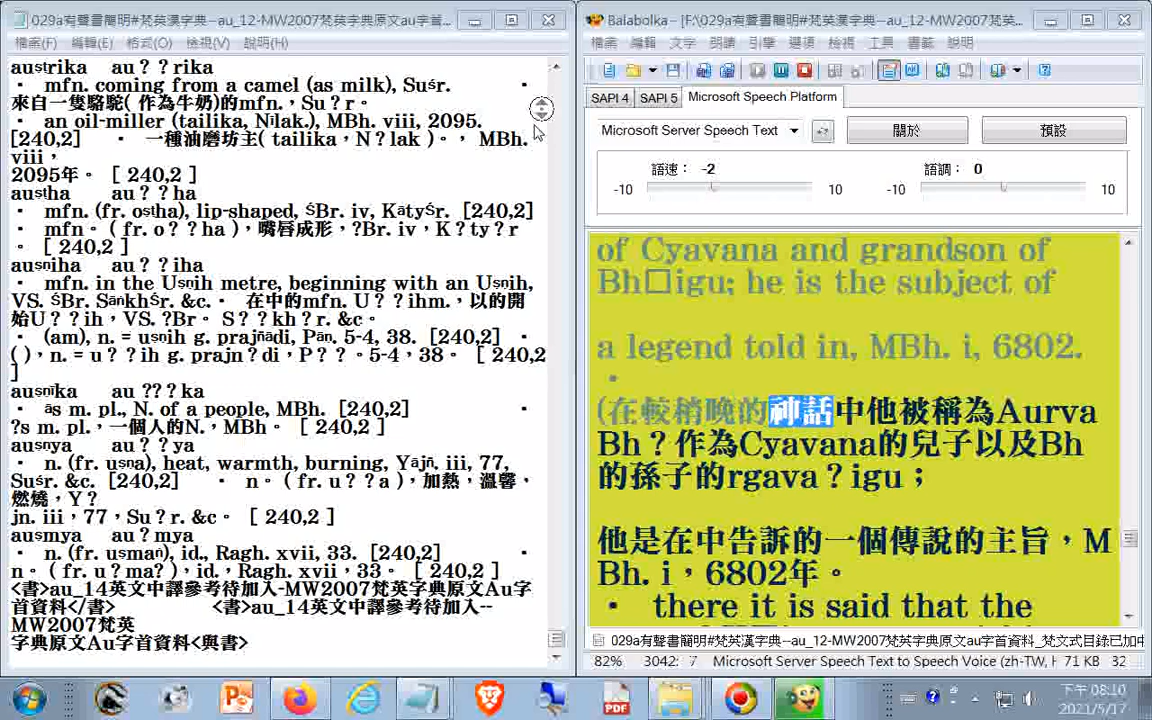 029a有聲書簡明#梵英漢字典--au_12-MW2007梵英字典原文au字首...
檔案(F) 編輯(E) 格式(O) 檢視(V) 說明(H)
auṣṭrika au??rika
• mfn. coming from a camel (as milk), Suśr. •
來自一隻駱駝( 作為牛奶)的mfn.，Su?r。
• an oil-miller (tailika, Nīlak.), MBh. viii, 2095.
[240,2] • 一種油磨坊主( tailika，N?lak )。， MBh. viii，
2095年。 [ 240,2 ]
auṣṭha au??ha
• mfn. (fr. oṣṭha), lip-shaped, ŚBr. iv, KātyŚr. [240,2]
• mfn。( fr. o??ha )，嘴唇成形，?Br. iv，K?ty?r
。[ 240,2 ]
auṣṇiha au??iha
• mfn. in the Uṣṇih metre, beginning with an Uṣṇih,
VS. ŚBr. ŚāṅkhŚr. &c. • 在中的mfn. U??ihm.，以的開
始U??ih，VS. ?Br。S??kh?r. &c.
• (am), n. = uṣṇih g. prajñādi, Pāṇ. 5-4, 38. [240,2] •
( )，n. = u??ih g. prajn?di，P??。5-4，38。 [ 240,2
]
auṣṇīka au???ka
• ās m. pl., N. of a people, MBh. [240,2] •
?s m. pl.，一個人的N.，MBh。 [ 240,2 ]
auṣṇya au??ya
• n. (fr. uṣṇa), heat, warmth, burning, Yājñ. iii, 77,
Suśr. &c. [240,2] • n。( fr. u??a )，加熱，溫馨，
燃燒，Y?
jn. iii，77，Su?r. &c。 [ 240,2 ]
auṣmya au?mya
• n. (fr. uṣman), id., Ragh. xvii, 33. [240,2] •
n。( fr. u?ma?)，id.，Ragh. xvii，33。 [ 240,2 ]
<書>au_14英文中譯參考待加入-MW2007梵英字典原文Au字
首資料</書> <書>au_14英文中譯參考待加入--
MW2007梵英
字典原文Au字首資料<與書>
Balabolka - [F:\029a有聲書簡明#梵英漢字典--au_12-MW2007梵英...
檔案 編輯 文字 朗讀 引擎 選項 檢視 工具 書籤 說明
SAPI 4 SAPI 5 Microsoft Speech Platform
Microsoft Server Speech Text 關於 預設
語速： -2 語調： 0
-10 10 -10 10
of Cyavana and grandson of
Bh□igu; he is the subject of
a legend told in, MBh. i, 6802.
•
(在較稍晚的神話中他被稱為Aurva
Bh？作為Cyavana的兒子以及Bh
的孫子的rgava？igu；
他是在中告訴的一個傳說的主旨，M
Bh. i，6802年。
• there it is said that the
029a有聲書簡明#梵英漢字典--au_12-MW2007梵英字典原文au字首資料_梵文式目錄已加中
82% 3042: 7 Microsoft Server Speech Text to Speech Voice (zh-TW, H 71 KB 32
PDF
下午 08:10
2021/5/17